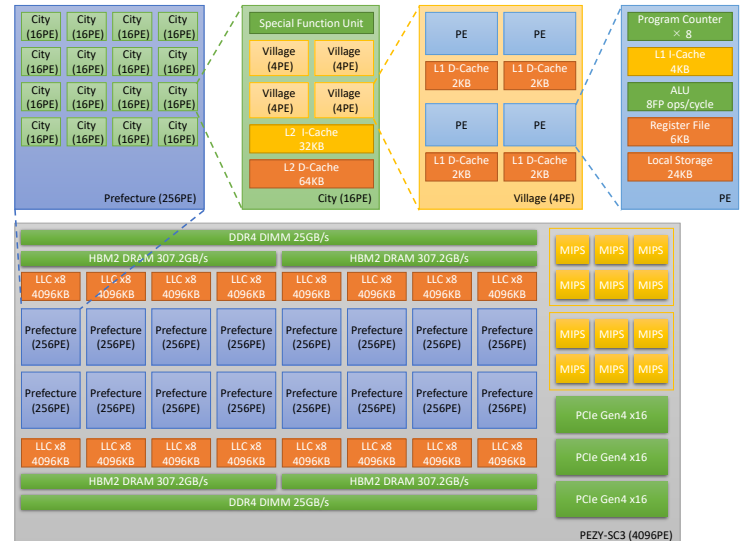 City City City City
(16PE) (16PE) (16PE) (16PE)
City City City City
(16PE) (16PE) (16PE) (16PE)
City City City City
(16PE) (16PE) (16PE) (16PE)
City City City City
(16PE) (16PE) (16PE) (16PE)
Prefecture (256PE)
Special Function Unit
Village Village
(4PE) (4PE)
Village Village
(4PE) (4PE)
L2 I-Cache
32KB
L2 D-Cache
64KB
City (16PE)
PE PE
L1 D-Cache L1 D-Cache
2KB 2KB
PE PE
L1 D-Cache L1 D-Cache
2KB 2KB
Village (4PE)
Program Counter
× 8
L1 I-Cache
4KB
ALU
8FP ops/cycle
Register File
6KB
Local Storage
24KB
PE
DDR4 DIMM 25GB/s
HBM2 DRAM 307.2GB/s HBM2 DRAM 307.2GB/s
LLC x8 LLC x8 LLC x8 LLC x8 LLC x8 LLC x8 LLC x8 LLC x8
4096KB 4096KB 4096KB 4096KB 4096KB 4096KB 4096KB 4096KB
Prefecture Prefecture Prefecture Prefecture Prefecture Prefecture Prefecture Prefecture
(256PE) (256PE) (256PE) (256PE) (256PE) (256PE) (256PE) (256PE)
Prefecture Prefecture Prefecture Prefecture Prefecture Prefecture Prefecture Prefecture
(256PE) (256PE) (256PE) (256PE) (256PE) (256PE) (256PE) (256PE)
LLC x8 LLC x8 LLC x8 LLC x8 LLC x8 LLC x8 LLC x8 LLC x8
4096KB 4096KB 4096KB 4096KB 4096KB 4096KB 4096KB 4096KB
HBM2 DRAM 307.2GB/s HBM2 DRAM 307.2GB/s
DDR4 DIMM 25GB/s
MIPS MIPS MIPS
MIPS MIPS MIPS
MIPS MIPS MIPS
MIPS MIPS MIPS
PCIe Gen4 x16
PCIe Gen4 x16
PCIe Gen4 x16
PEZY-SC3 (4096PE)